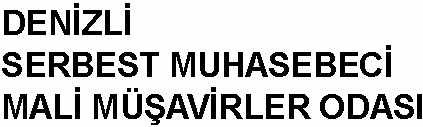 DENİZLİ
SERBEST MUHASEBECİ
MALİ MÜŞAVİRLER ODASI